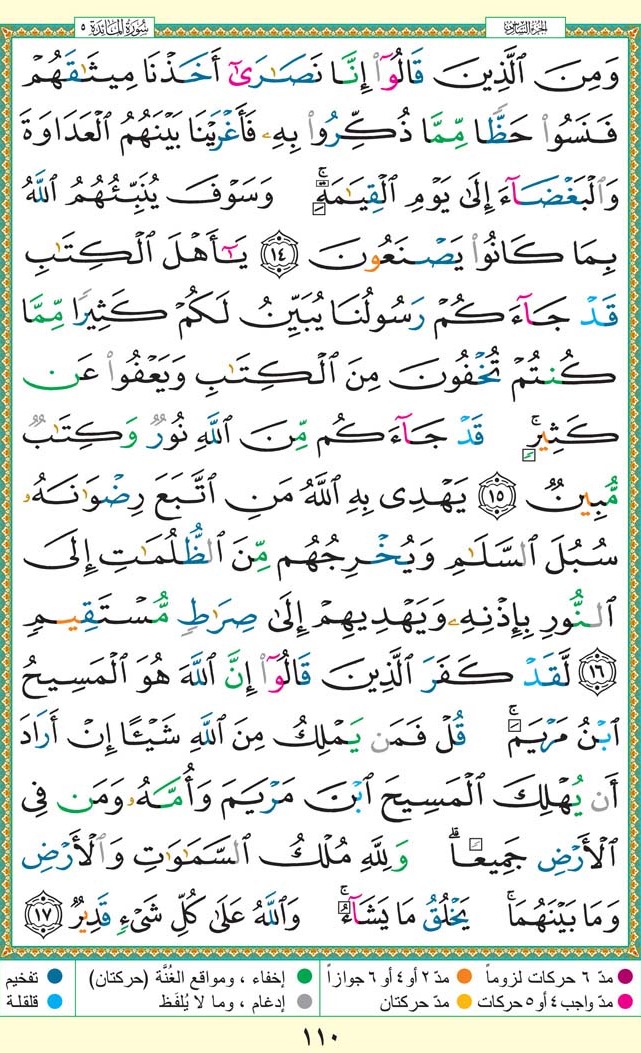 الجزء السادس
سورة المائدة ٥
وَمِنَ ٱلَّذِينَ قَالُوٓا۟ إِنَّا نَصَـٰرَىٰٓ أَخَذْنَا مِيثَـٰقَهُمْ
فَنَسُوا۟ حَظًّا مِّمَّا ذُكِّرُوا۟ بِهِۦ فَأَغْرَيْنَا بَيْنَهُمُ ٱلْعَدَاوَةَ
وَٱلْبَغْضَآءَ إِلَىٰ يَوْمِ ٱلْقِيَـٰمَةِ ۚ وَسَوْفَ يُنَبِّئُهُمُ ٱللَّهُ
بِمَا كَانُوا۟ يَصْنَعُونَ ١٤ يَـٰٓأَهْلَ ٱلْكِتَـٰبِ
قَدْ جَآءَكُمْ رَسُولُنَا يُبَيِّنُ لَكُمْ كَثِيرًا مِّمَّا
كُنتُمْ تُخْفُونَ مِنَ ٱلْكِتَـٰبِ وَيَعْفُوا۟ عَن
كَثِيرٍ ۚ قَدْ جَآءَكُم مِّنَ ٱللَّهِ نُورٌ وَكِتَـٰبٌ
مُّبِينٌ ١٥ يَهْدِى بِهِ ٱللَّهُ مَنِ ٱتَّبَعَ رِضْوَٰنَهُۥ
سُبُلَ ٱلسَّلَـٰمِ وَيُخْرِجُهُم مِّنَ ٱلظُّلُمَـٰتِ إِلَى
ٱلنُّورِ بِإِذْنِهِۦ وَيَهْدِيهِمْ إِلَىٰ صِرَٰطٍ مُّسْتَقِيمٍ
١٦ لَّقَدْ كَفَرَ ٱلَّذِينَ قَالُوٓا۟ إِنَّ ٱللَّهَ هُوَ ٱلْمَسِيحُ
ٱبْنُ مَرْيَمَ ۚ قُلْ فَمَن يَمْلِكُ مِنَ ٱللَّهِ شَيْـًٔا إِنْ أَرَادَ
أَن يُهْلِكَ ٱلْمَسِيحَ ٱبْنَ مَرْيَمَ وَأُمَّهُۥ وَمَن فِى
ٱلْأَرْضِ جَمِيعًا ۗ وَلِلَّهِ مُلْكُ ٱلسَّمَـٰوَٰتِ وَٱلْأَرْضِ
وَمَا بَيْنَهُمَا ۚ يَخْلُقُ مَا يَشَآءُ ۚ وَٱللَّهُ عَلَىٰ كُلِّ شَىْءٍ قَدِيرٌ ١٧
مدّ ٦ حركات لزوماً مدّ ٢ أو ٤ أو ٦ جوازاً إخفاء ، ومواقع الغُنَّة (حركتان) تفخيم
مدّ واجب ٤ أو ٥ حركات مدّ حركتان إدغام ، وما لا يُلفَظ قلقلة
١١٠